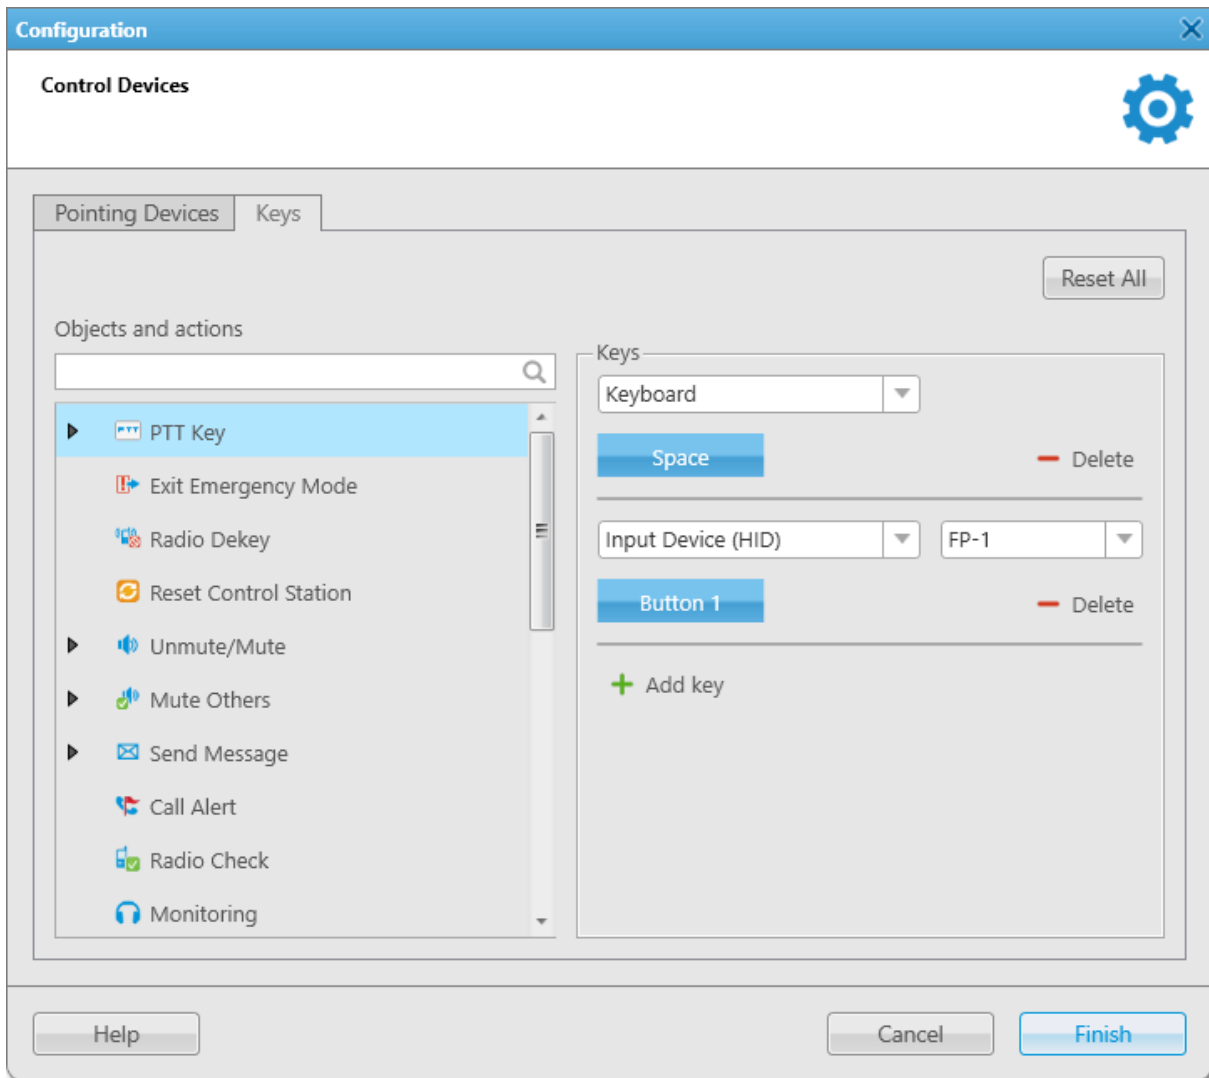 Configuration
Control Devices
Pointing Devices Keys
Reset All
Objects and actions
Keys
Keyboard
PTT PTT Key
Space Delete
Exit Emergency Mode
Radio Dekey
Input Device (HID) FP-1
Reset Control Station
Button 1 Delete
Unmute/Mute
Add key
Mute Others
Send Message
Call Alert
Radio Check
Monitoring
Help Cancel Finish